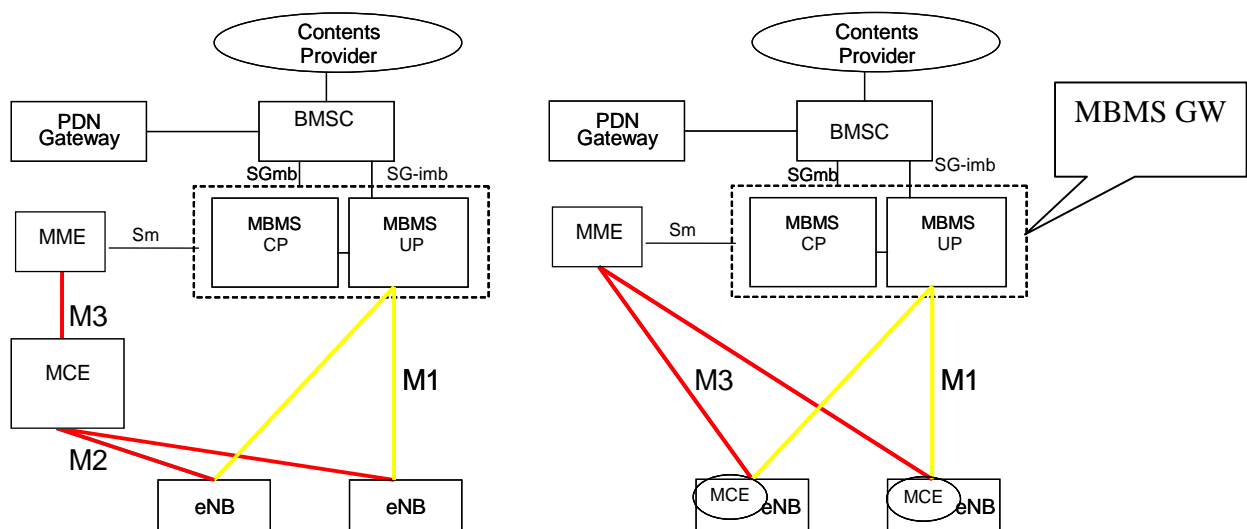 Contents
Provider
PDN
Gateway
BMSC
SGmb
SG-imb
MME
Sm
MBMS
CP
MBMS
UP
M3
MCE
M1
M2
eNB
eNB
Contents
Provider
PDN
Gateway
BMSC
MBMS GW
SGmb
SG-imb
MME
Sm
MBMS
CP
MBMS
UP
M3
M1
MCE
eNB
MCE
eNB